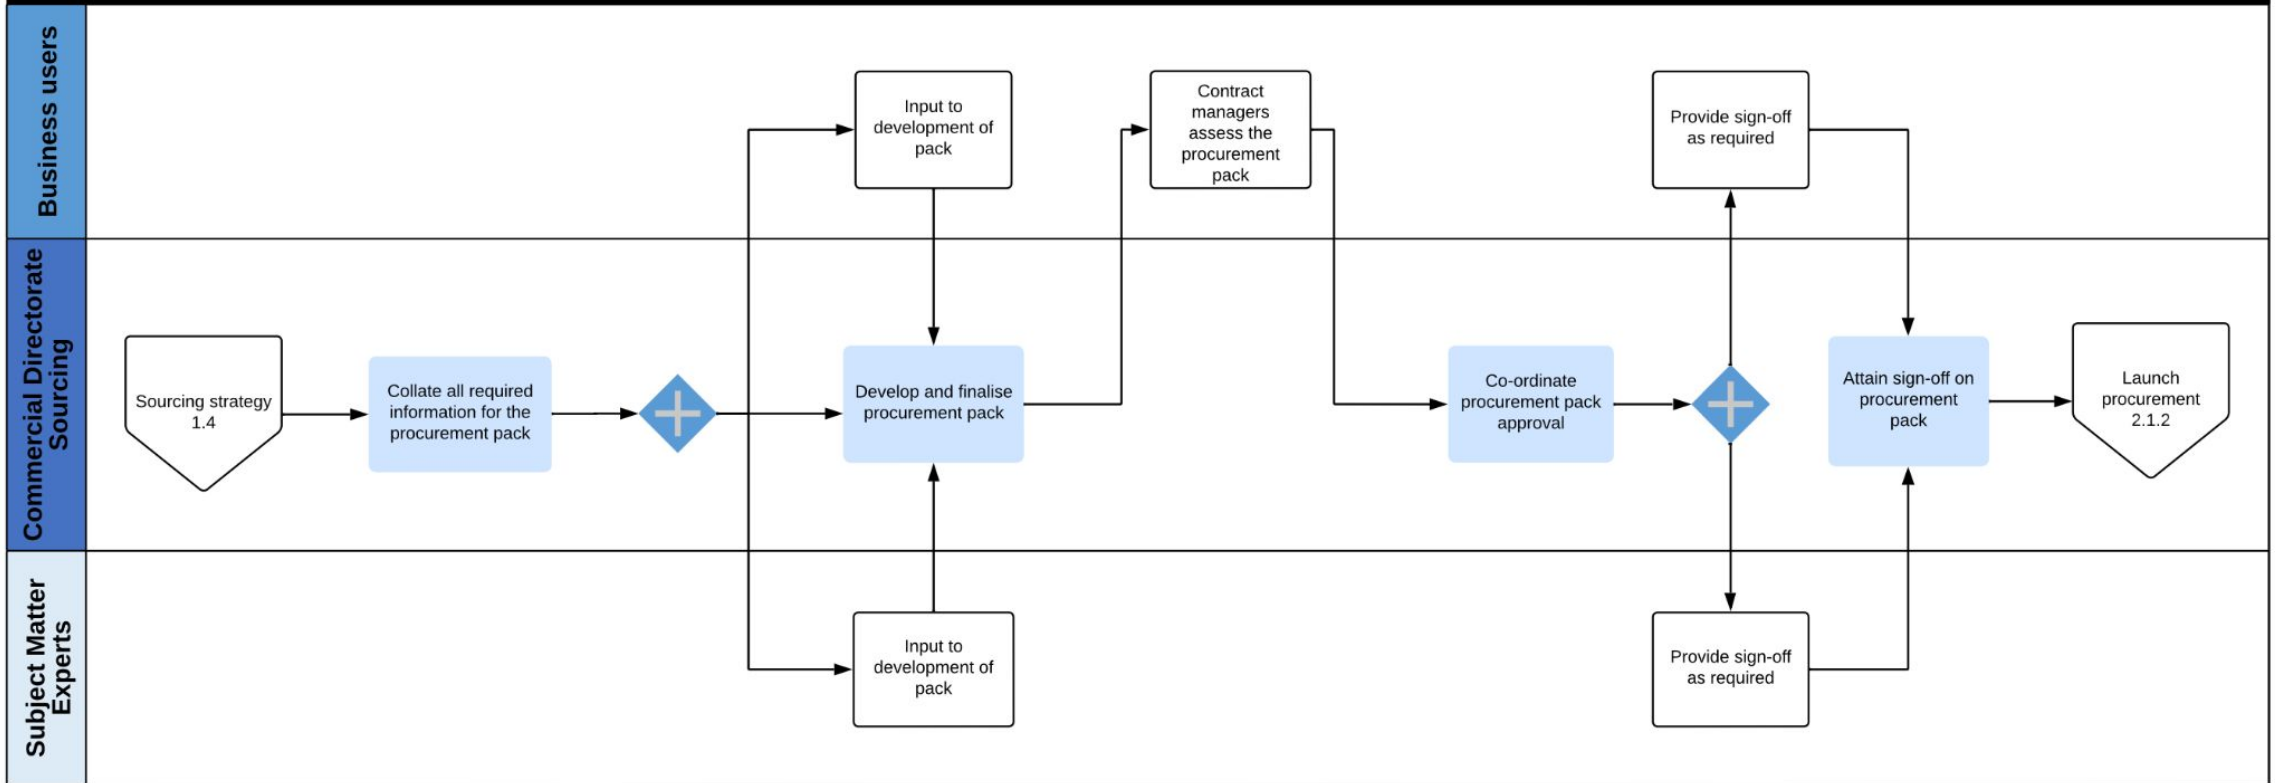 Business users
Input to
development of
pack
Contract
managers
assess the
procurement
pack
Provide sign-off
as required
Commercial Directorate
Sourcing
Sourcing strategy
1.4
Collate all required
information for the
procurement pack
Develop and finalise
procurement pack
Co-ordinate
procurement pack
approval
Attain sign-off on
procurement
pack
Launch
procurement
2.1.2
Subject Matter
Experts
Input to
development of
pack
Provide sign-off
as required